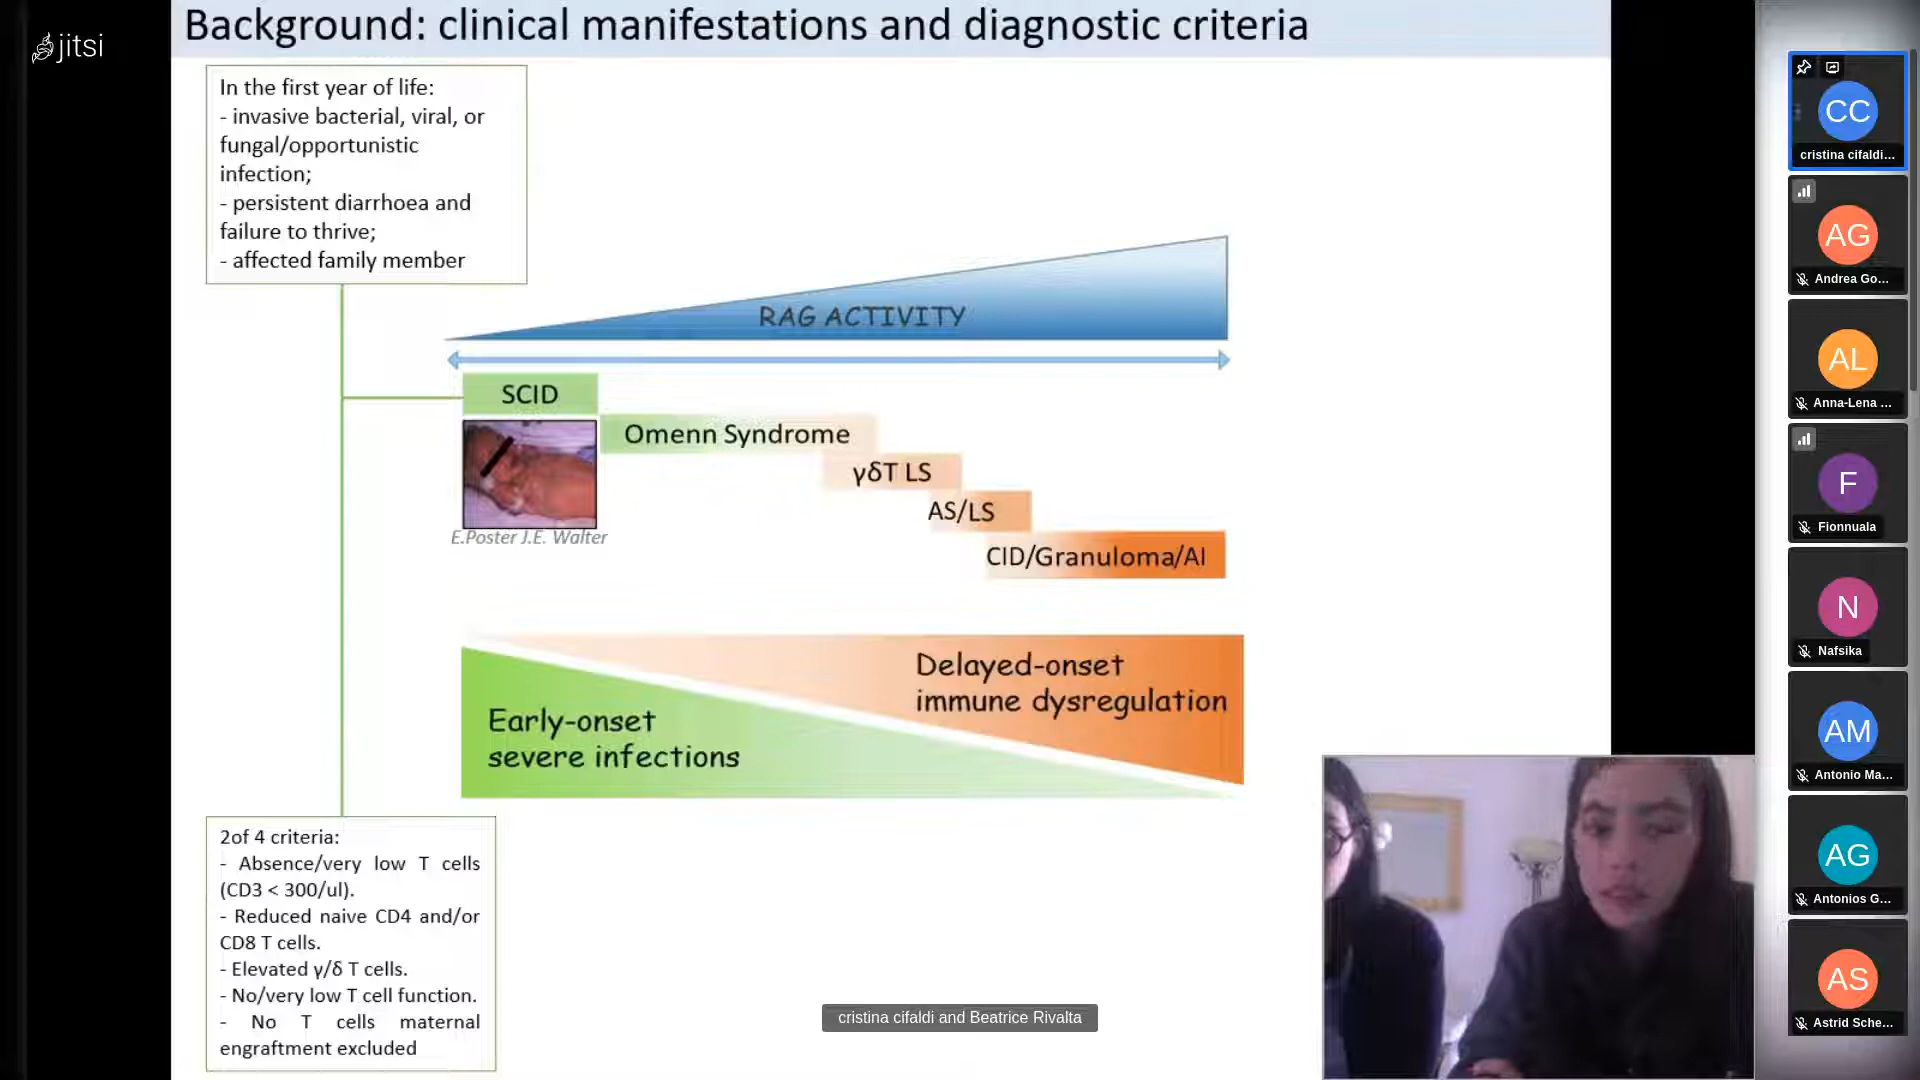 Background: clinical manifestations and diagnostic criteria
jitsi
In the first year of life:
- invasive bacterial, viral, or
fungal/opportunistic
infection;
- persistent diarrhoea and
failure to thrive;
- affected family member
RAG ACTIVITY
SCID
Omenn Syndrome
γδT LS
AS/LS
CID/Granuloma/AI
E.Poster J.E. Walter
Delayed-onset
immune dysregulation
Early-onset
severe infections
2of 4 criteria:
- Absence/very low T cells
(CD3 < 300/ul).
- Reduced naive CD4 and/or
CD8 T cells.
- Elevated γ/δ T cells.
- No/very low T cell function.
- No T cells maternal
engraftment excluded
cristina cifaldi and Beatrice Rivalta
CC
cristina cifaldi...
AG
Andrea Go...
AL
Anna-Lena ...
F
Fionnuala
N
Nafsika
AM
Antonio Ma...
AG
Antonios G...
AS
Astrid Sche...